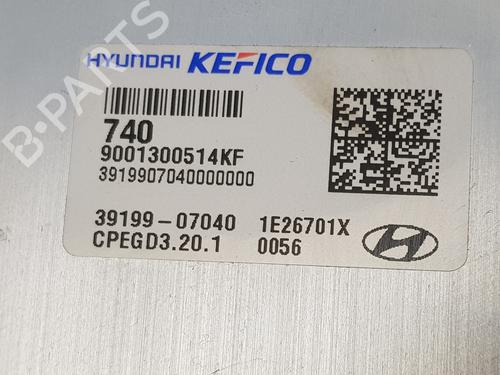 HYUNDAI KEFICO
740
9001300514KF
3919907040000000
39199-07040 1E26701X
CPEGD3.20.1 0056
B-PARTS